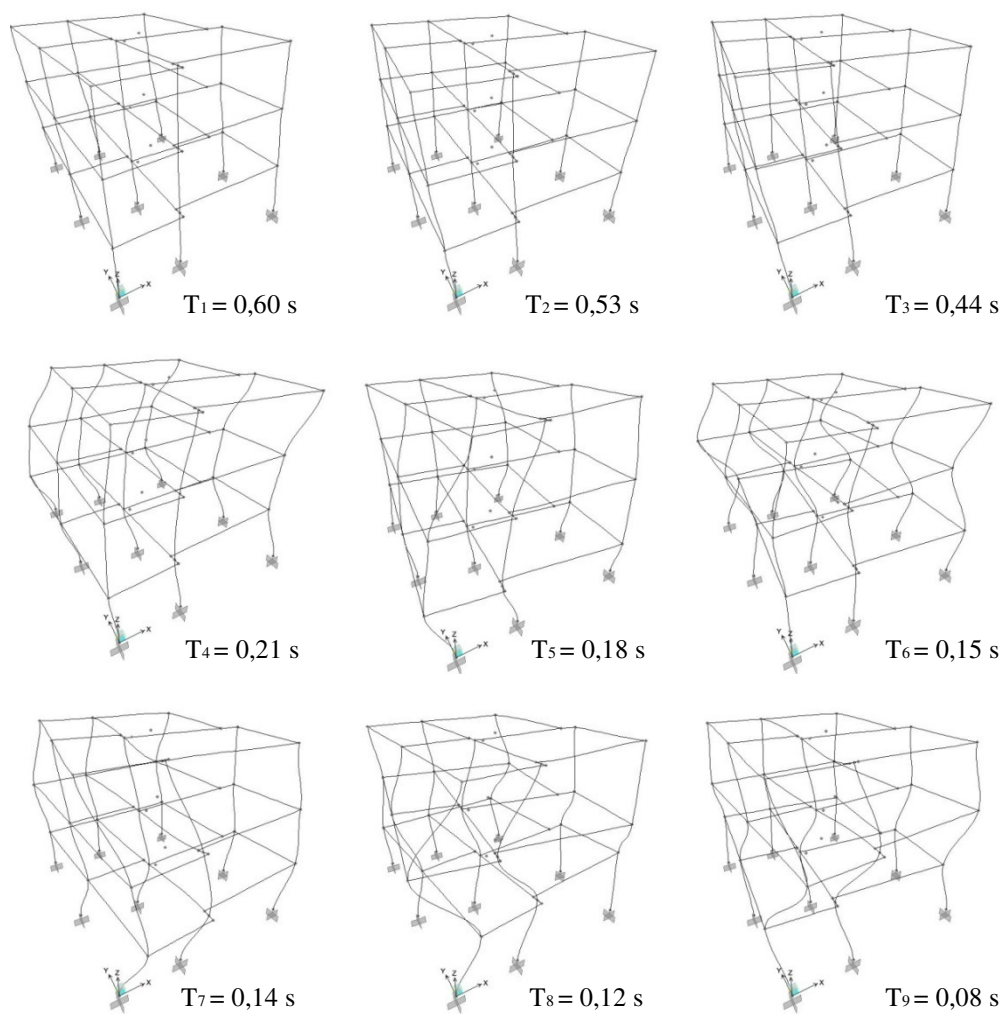 Y Z X
T1 = 0,60 s
Y Z X
T2 = 0,53 s
Y Z X
T3 = 0,44 s
Y Z X
T4 = 0,21 s
Y Z X
T5 = 0,18 s
Y Z X
T6 = 0,15 s
Y Z X
T7 = 0,14 s
Y Z X
T8 = 0,12 s
Y Z X
T9 = 0,08 s